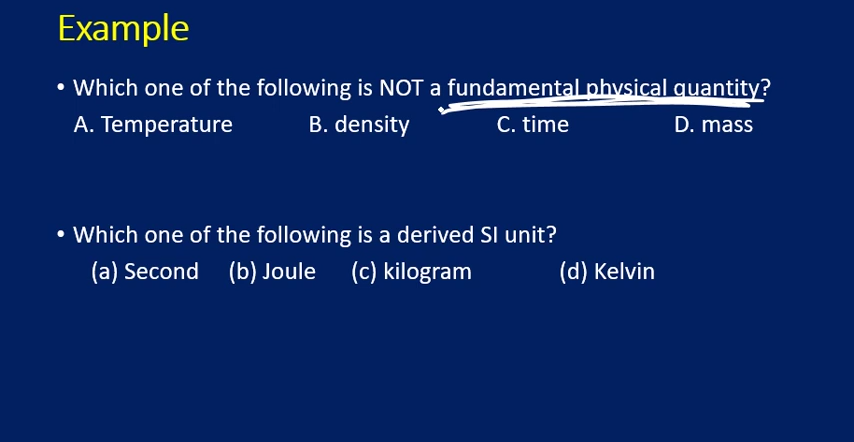 Example
• Which one of the following is NOT a fundamental physical quantity?
A. Temperature B. density C. time D. mass
• Which one of the following is a derived SI unit?
(a) Second (b) Joule (c) kilogram (d) Kelvin